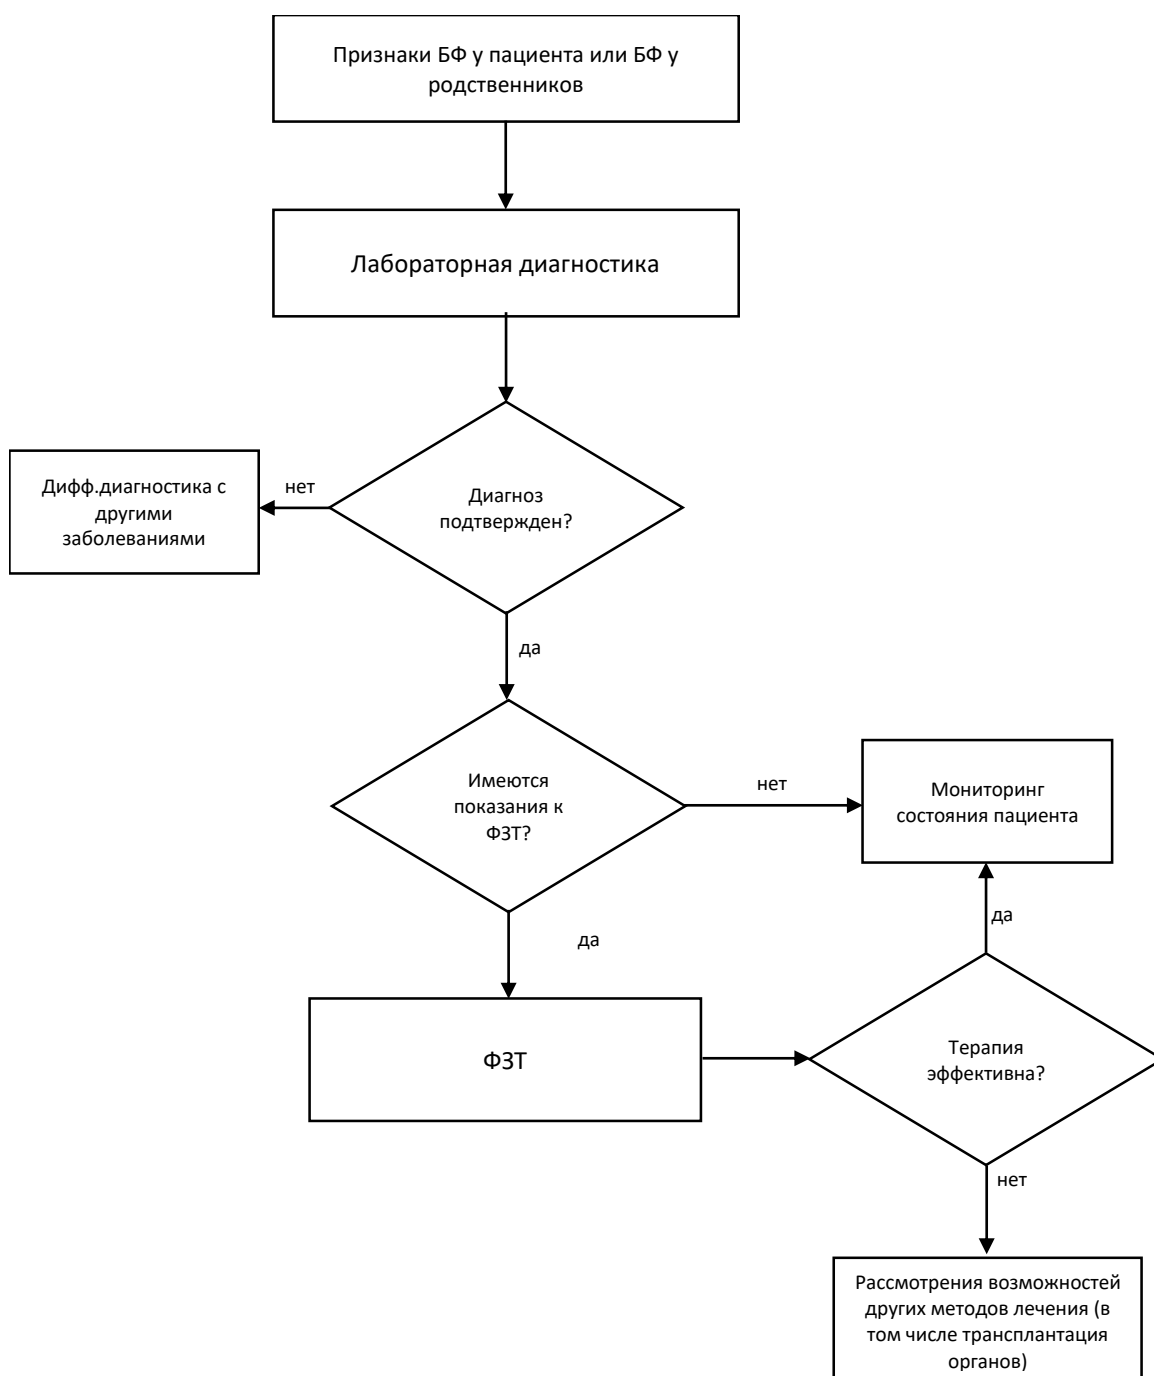 Признаки БФ у пациента или БФ у
родственников
Лабораторная диагностика
Диагноз
подтвержден?
нет
Дифф.диагностика с
другими
заболеваниями
да
Имеются
показания к
ФЗТ?
нет
Мониторинг
состояния пациента
да
да
ФЗТ
Терапия
эффективна?
нет
Рассмотрения возможностей
других методов лечения (в
том числе трансплантация
органов)